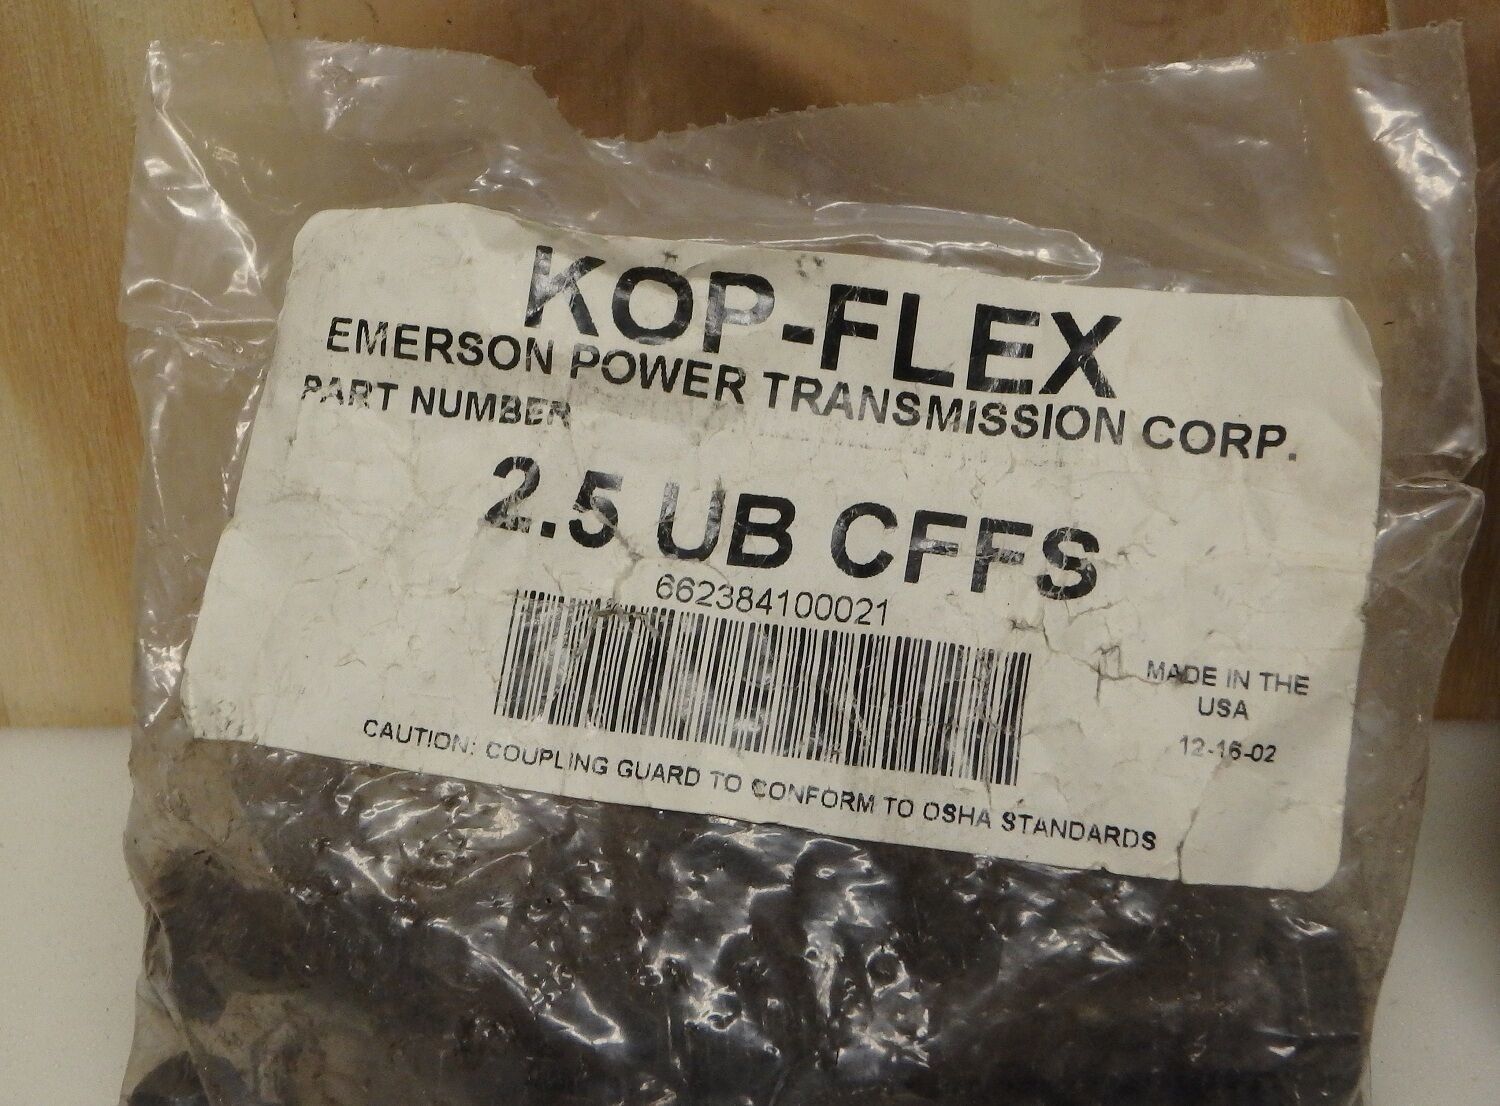 KOP-FLEX
EMERSON POWER TRANSMISSION CORP.
PART NUMBER
2.5 UB CFFS
662384100021
MADE IN THE
USA
12-16-02
CAUTION: COUPLING GUARD TO CONFORM TO OSHA STANDARDS